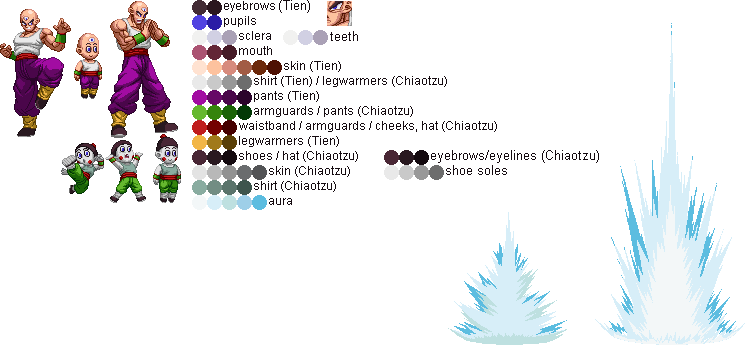 eyebrows (Tien)
pupils
sclera teeth
mouth
skin (Tien)
shirt (Tien) / legwarmers (Chiaotzu)
pants (Tien)
armguards / pants (Chiaotzu)
waistband / armguards / cheeks, hat (Chiaotzu)
legwarmers (Tien)
shoes / hat (Chiaotzu) eyebrows/eyelines (Chiaotzu)
skin (Chiaotzu) shoe soles
shirt (Chiaotzu)
aura